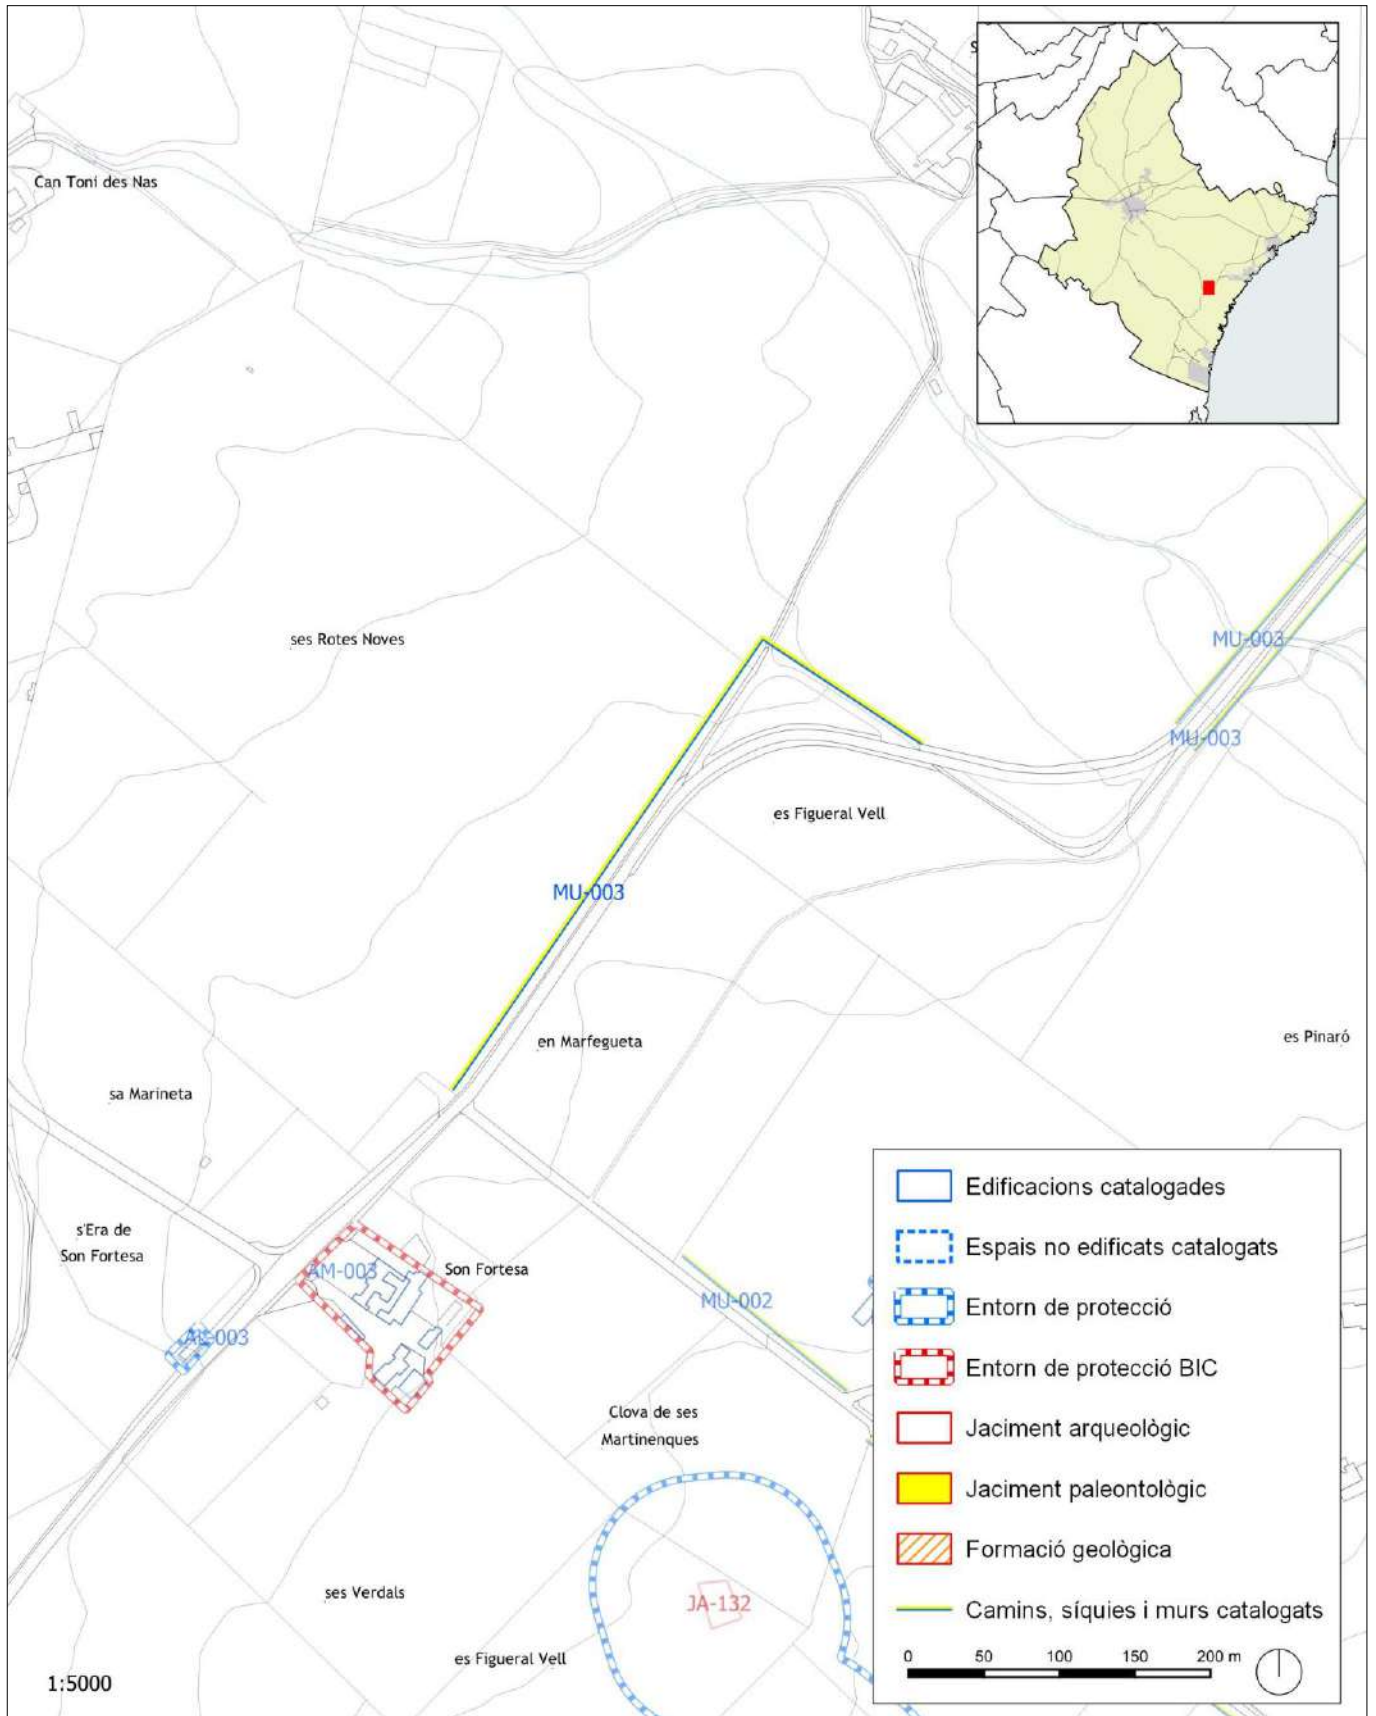 Can Toni des Nas
S
ses Rotes Noves
MU-003
MU-003
es Figueral Vell
MU-003
es Pinaró
en Marfegueta
sa Marineta
s'Era de
Son Fortesa
AM-003
Son Fortesa
MU-002
AL-003
Clova de ses
Martinenques
ses Verdals
JA-132
es Figueral Vell
1:5000
Edificacions catalogades
Espais no edificats catalogats
Entorn de protecció
Entorn de protecció BIC
Jaciment arqueològic
Jaciment paleontològic
Formació geològica
Camins, síquies i murs catalogats
0 50 100 150 200 m